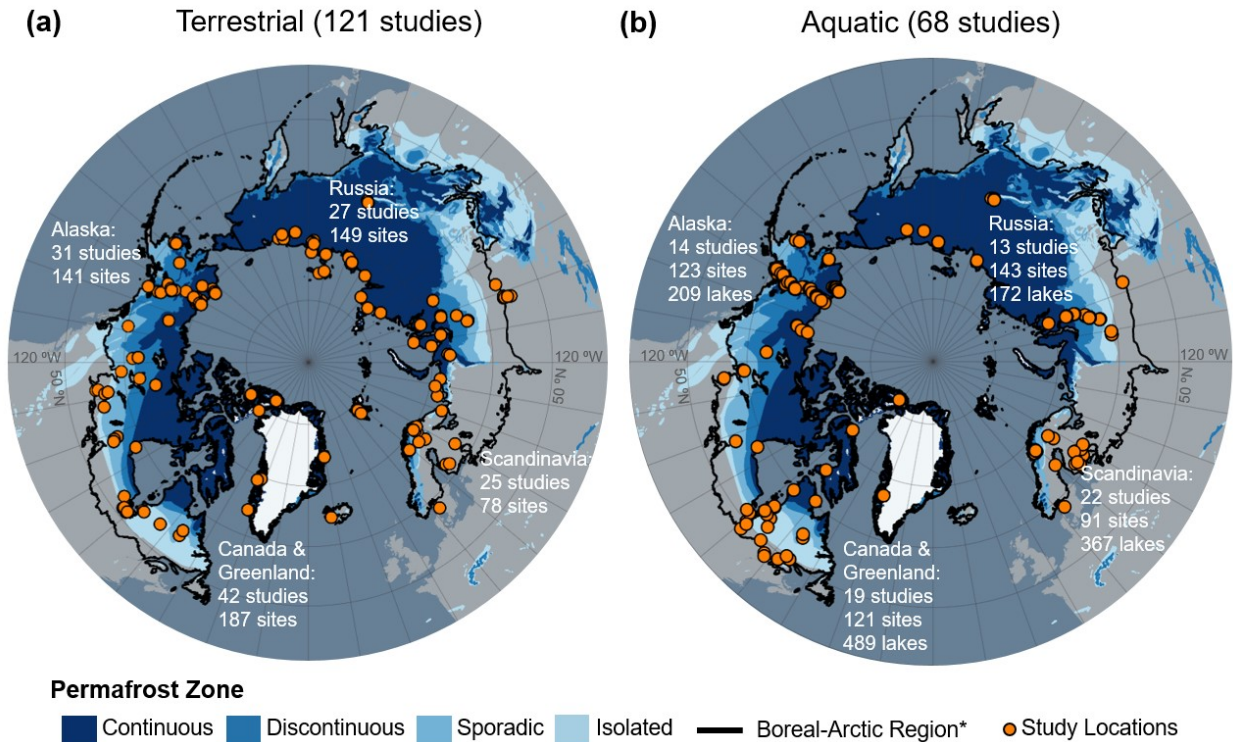 (a) Terrestrial (121 studies)
Russia:
27 studies
149 sites
Alaska:
31 studies
141 sites
120 ºW
120 ºW
50 ºN
50 ºN
Scandinavia:
25 studies
78 sites
Canada &
Greenland:
42 studies
187 sites
(b) Aquatic (68 studies)
Alaska:
14 studies
123 sites
209 lakes
Russia:
13 studies
143 sites
172 lakes
120 ºW
120 ºW
50 ºN
50 ºN
Scandinavia:
22 studies
91 sites
367 lakes
Canada &
Greenland:
19 studies
121 sites
489 lakes
Permafrost Zone
Continuous Discontinuous Sporadic Isolated Boreal-Arctic Region* Study Locations